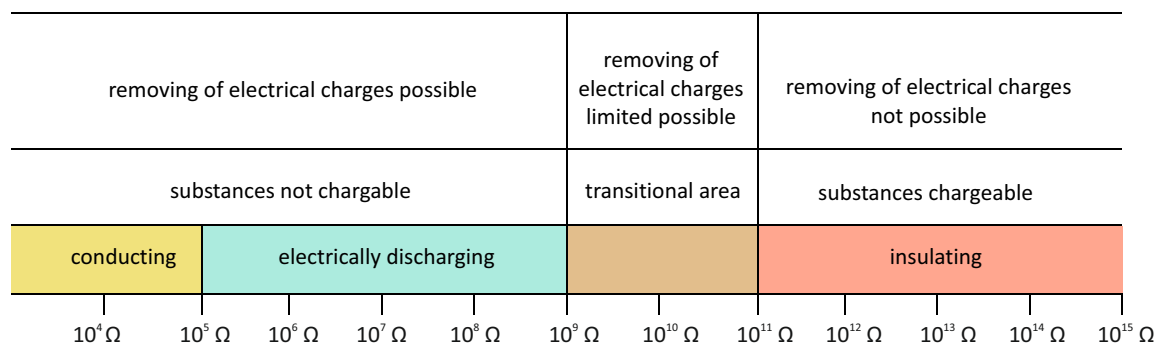 removing of electrical charges possible
removing of
electrical charges
limited possible
removing of electrical charges
not possible
substances not chargable
transitional area
substances chargeable
conducting
electrically discharging
insulating
10⁴ Ω
10⁵ Ω
10⁶ Ω
10⁷ Ω
10⁸ Ω
10⁹ Ω
10¹⁰ Ω
10¹¹ Ω
10¹² Ω
10¹³ Ω
10¹⁴ Ω
10¹⁵ Ω